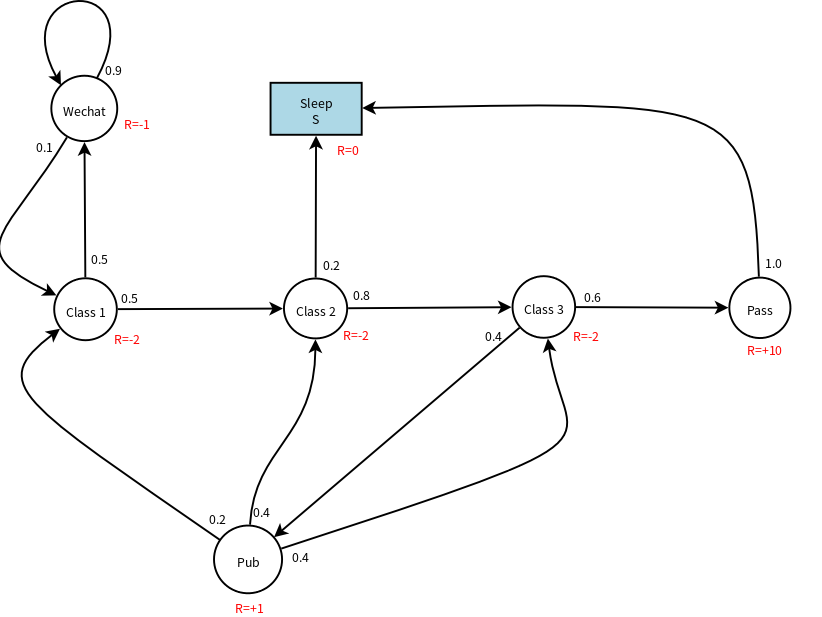 0.9
Wechat
R=-1
0.1
Sleep
S
R=0
0.5
0.2
1.0
0.5
0.8
0.6
Class 1
Class 2
Class 3
Pass
R=-2
R=-2
0.4
R=-2
R=+10
0.2
0.4
0.4
Pub
R=+1